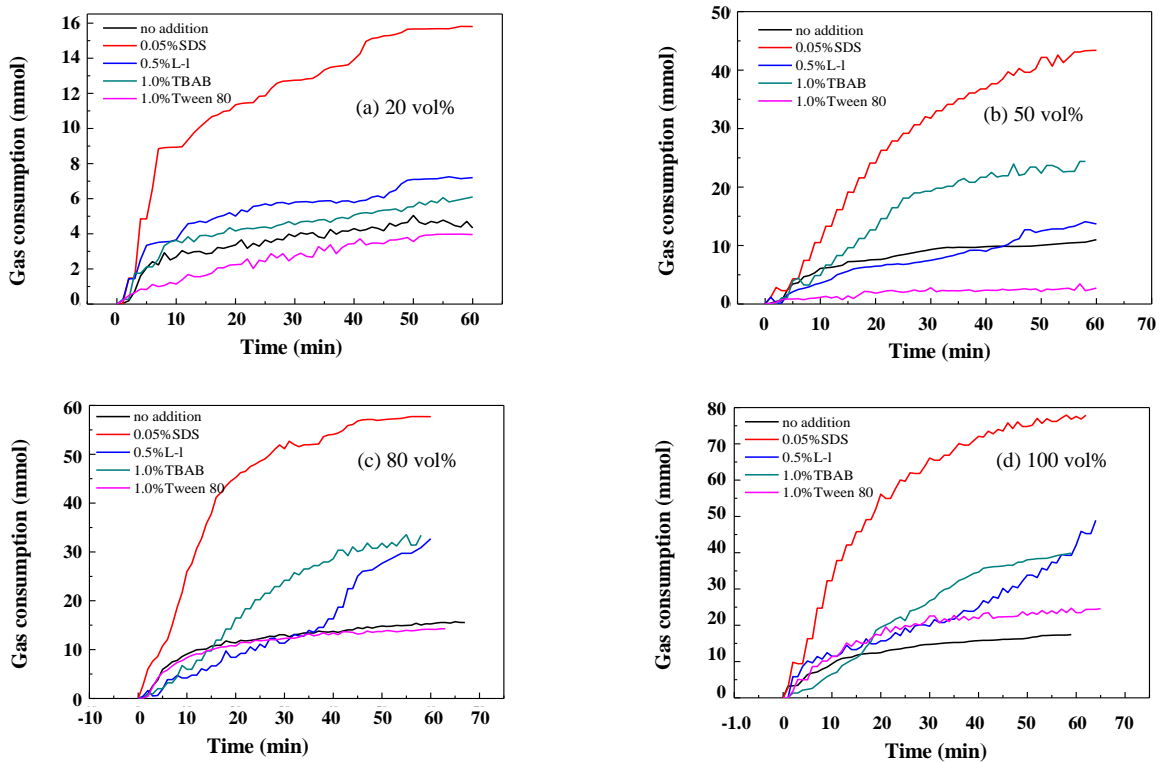 16
14
12
10
8
6
4
2
0
Gas consumption (mmol)
no addition
0.05%SDS
0.5%L-l
1.0%TBAB
1.0%Tween 80
(a) 20 vol%
0 10 20 30 40 50 60
Time (min)
50
40
30
20
10
0
Gas consumption (mmol)
no addition
0.05%SDS
0.5%L-l
1.0%TBAB
1.0%Tween 80
(b) 50 vol%
0 10 20 30 40 50 60 70
Time (min)
60
50
40
30
20
10
0
Gas consumption (mmol)
no addition
0.05%SDS
0.5%L-l
1.0%TBAB
1.0%Tween 80
(c) 80 vol%
-10 0 10 20 30 40 50 60 70
Time (min)
80
70
60
50
40
30
20
10
0
Gas consumption (mmol)
no addition
0.05%SDS
0.5%L-l
1.0%TBAB
1.0%Tween 80
(d) 100 vol%
-1.0 0 10 20 30 40 50 60 70
Time (min)